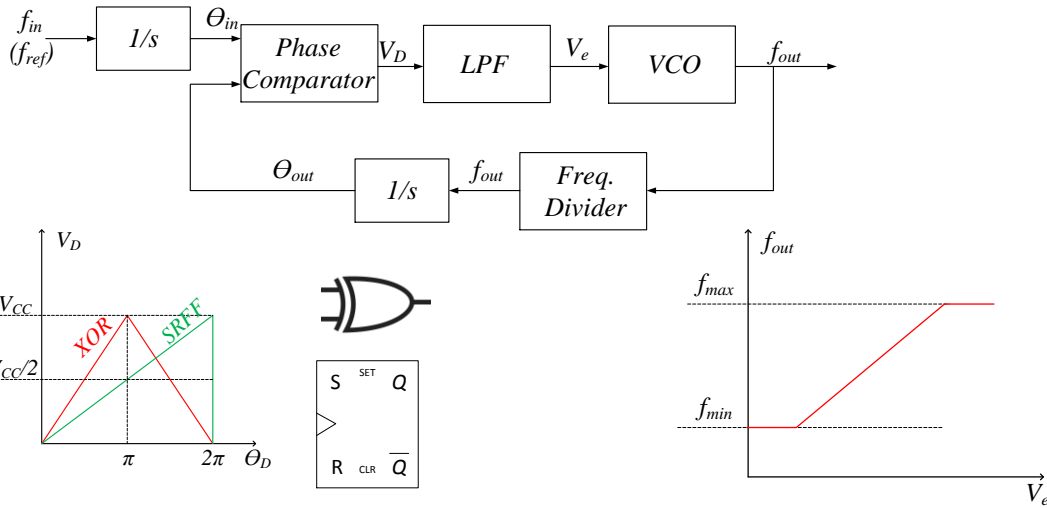 f_in
(f_ref)
1/s
Θ_in
Phase
Comparator
V_D
LPF
V_e
VCO
f_out
Θ_out
1/s
f_out
Freq.
Divider
V_D
V_CC
V_CC/2
XOR
SRFF
π
2π
Θ_D
S SET Q
R CLR Q̅
f_out
f_max
f_min
V_e